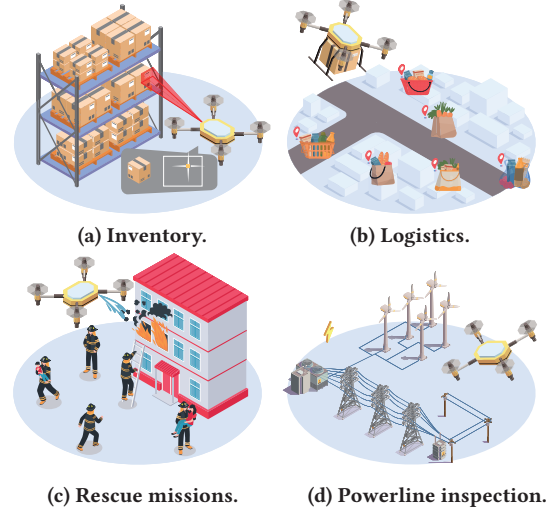 (a) Inventory.
(b) Logistics.
(c) Rescue missions.
(d) Powerline inspection.